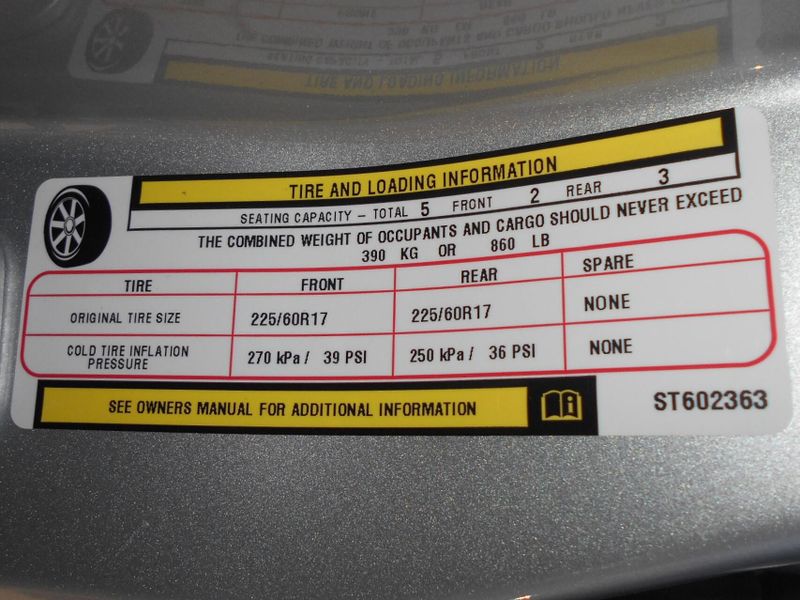 TIRE AND LOADING INFORMATION
SEATING CAPACITY – TOTAL 5 FRONT 2 REAR 3
THE COMBINED WEIGHT OF OCCUPANTS AND CARGO SHOULD NEVER EXCEED
390 KG OR 860 LB
TIRE FRONT REAR SPARE
ORIGINAL TIRE SIZE 225/60R17 225/60R17 NONE
COLD TIRE INFLATION PRESSURE 270 kPa / 39 PSI 250 kPa / 36 PSI NONE
SEE OWNERS MANUAL FOR ADDITIONAL INFORMATION
ST602363